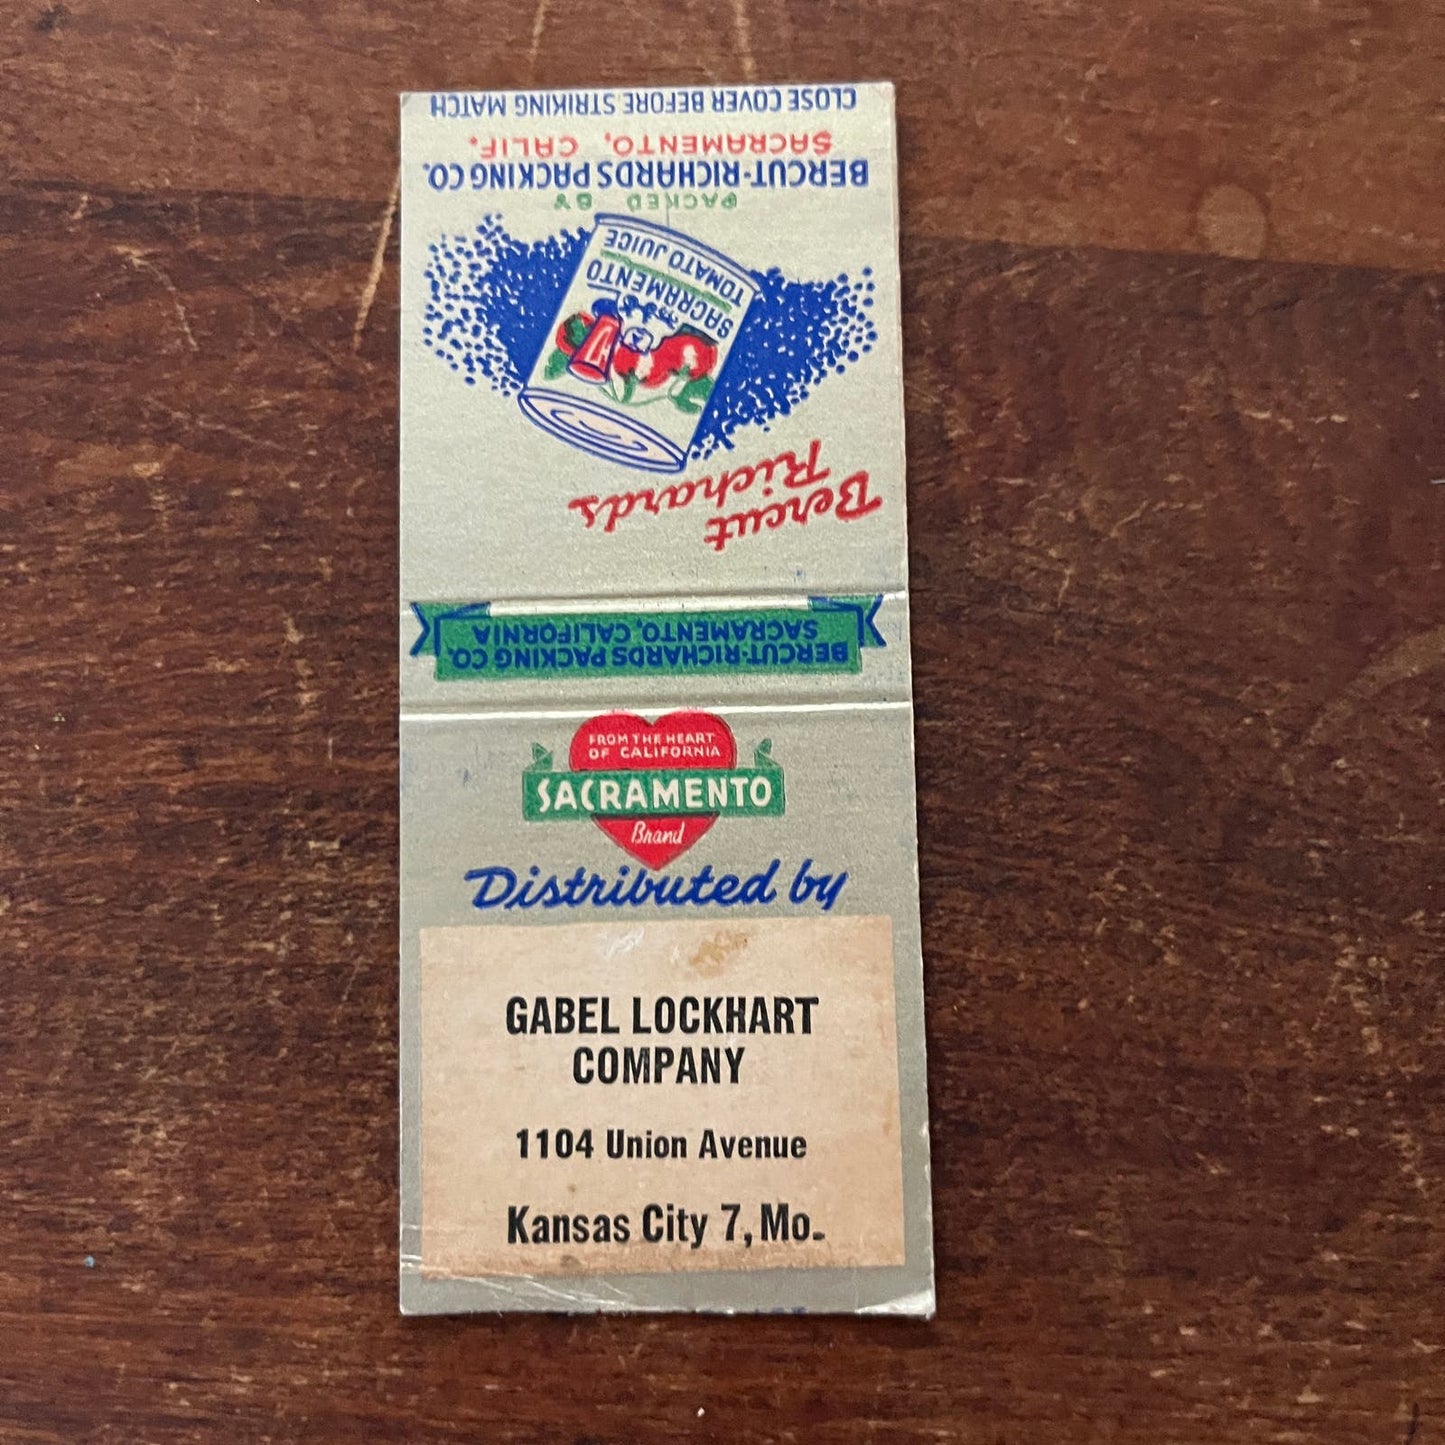 Bercut
Richards
SACRAMENTO
TOMATO JUICE
PACKED BY
BERCUT-RICHARDS PACKING CO.
SACRAMENTO, CALIF.
CLOSE COVER BEFORE STRIKING MATCH
BERCUT-RICHARDS PACKING CO.
SACRAMENTO, CALIFORNIA
FROM THE HEART
OF CALIFORNIA
SACRAMENTO
Brand
Distributed by
GABEL LOCKHART
COMPANY
1104 Union Avenue
Kansas City 7, Mo.